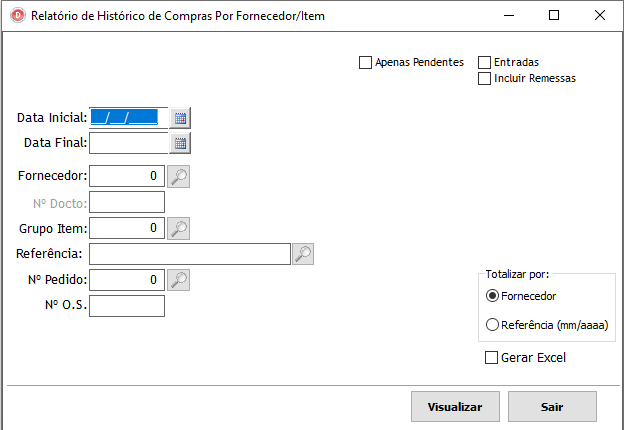 D Relatório de Histórico de Compras Por Fornecedor/Item
Apenas Pendentes Entradas
Incluir Remessas
Data Inicial: __/__/____
Data Final:
Fornecedor: 0
Nº Docto:
Grupo Item: 0
Referência:
Nº Pedido: 0
Nº O.S.
Totalizar por:
Fornecedor
Referência (mm/aaaa)
Gerar Excel
Visualizar Sair